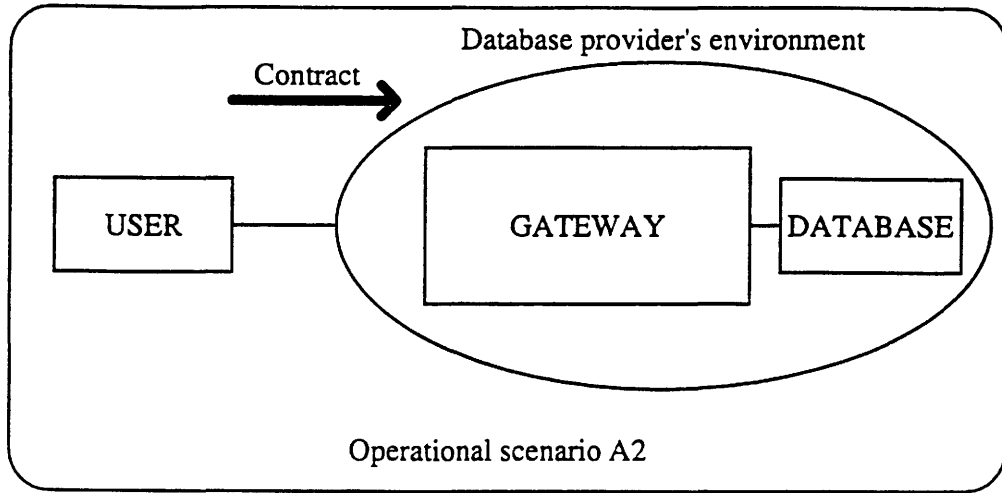 Database provider's environment
Contract
USER
GATEWAY
DATABASE
Operational scenario A2